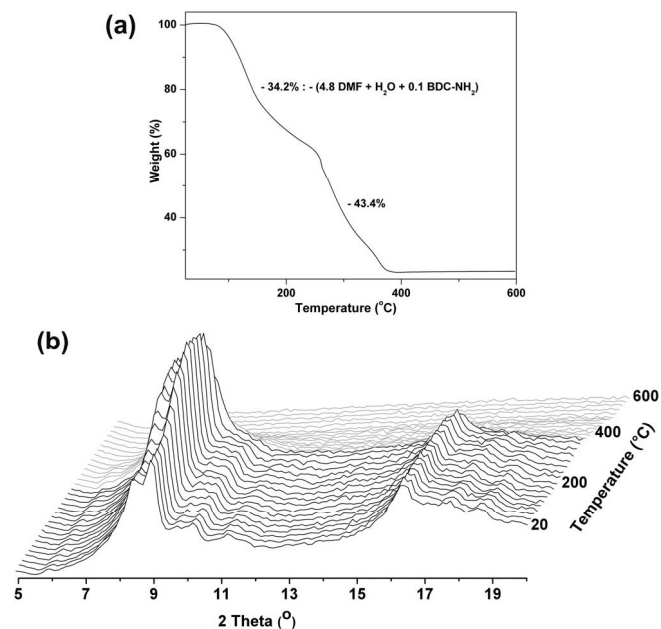 (a)
100
80
60
40
Weight (%)
- 34.2% : - (4.8 DMF + H₂O + 0.1 BDC-NH₂)
- 43.4%
200
400
600
Temperature (°C)
(b)
600
400
200
20
Temperature (°C)
5
7
9
11
13
15
17
19
2 Theta (°)